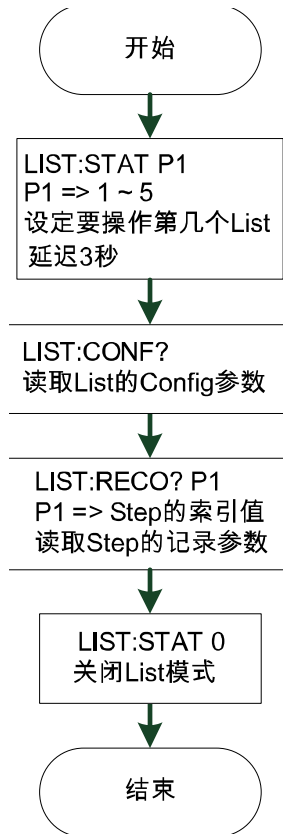 开始
LIST:STAT P1
P1 => 1 ~ 5
设定要操作第几个List
延迟3秒
LIST:CONF?
读取List的Config参数
LIST:RECO? P1
P1 => Step的索引值
读取Step的记录参数
LIST:STAT 0
关闭List模式
结束